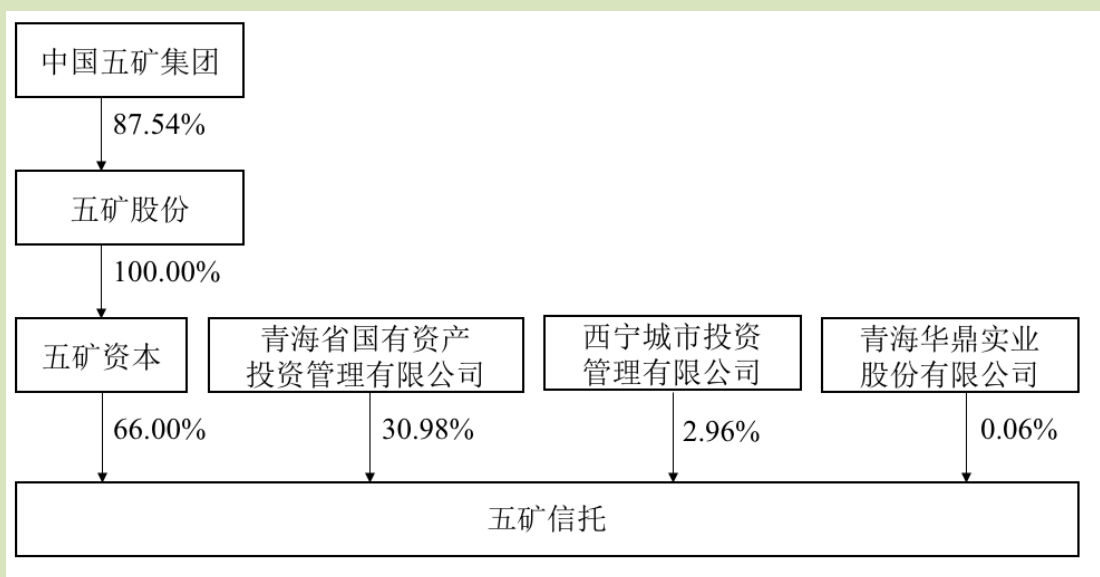 中国五矿集团
87.54%
五矿股份
100.00%
五矿资本
青海省国有资产
投资管理有限公司
西宁城市投资
管理有限公司
青海华鼎实业
股份有限公司
66.00%
30.98%
2.96%
0.06%
五矿信托